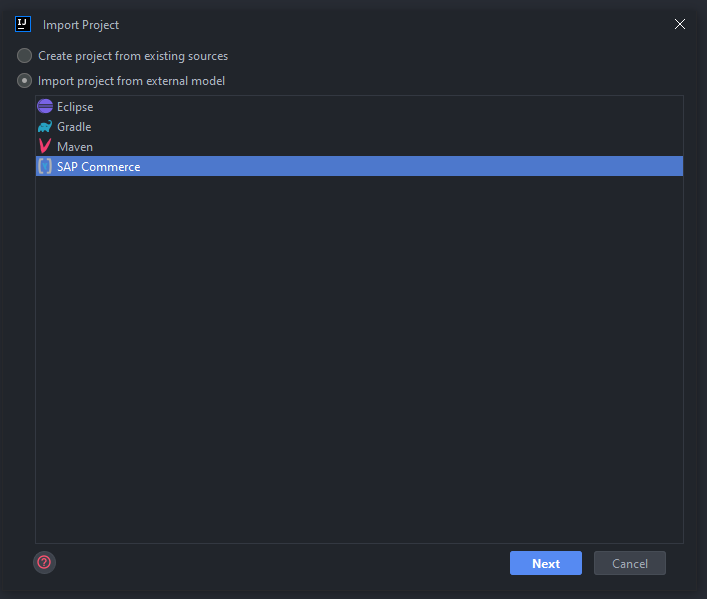 IJ
Import Project
Create project from existing sources
Import project from external model
Eclipse
Gradle
Maven
SAP Commerce
?
Next
Cancel